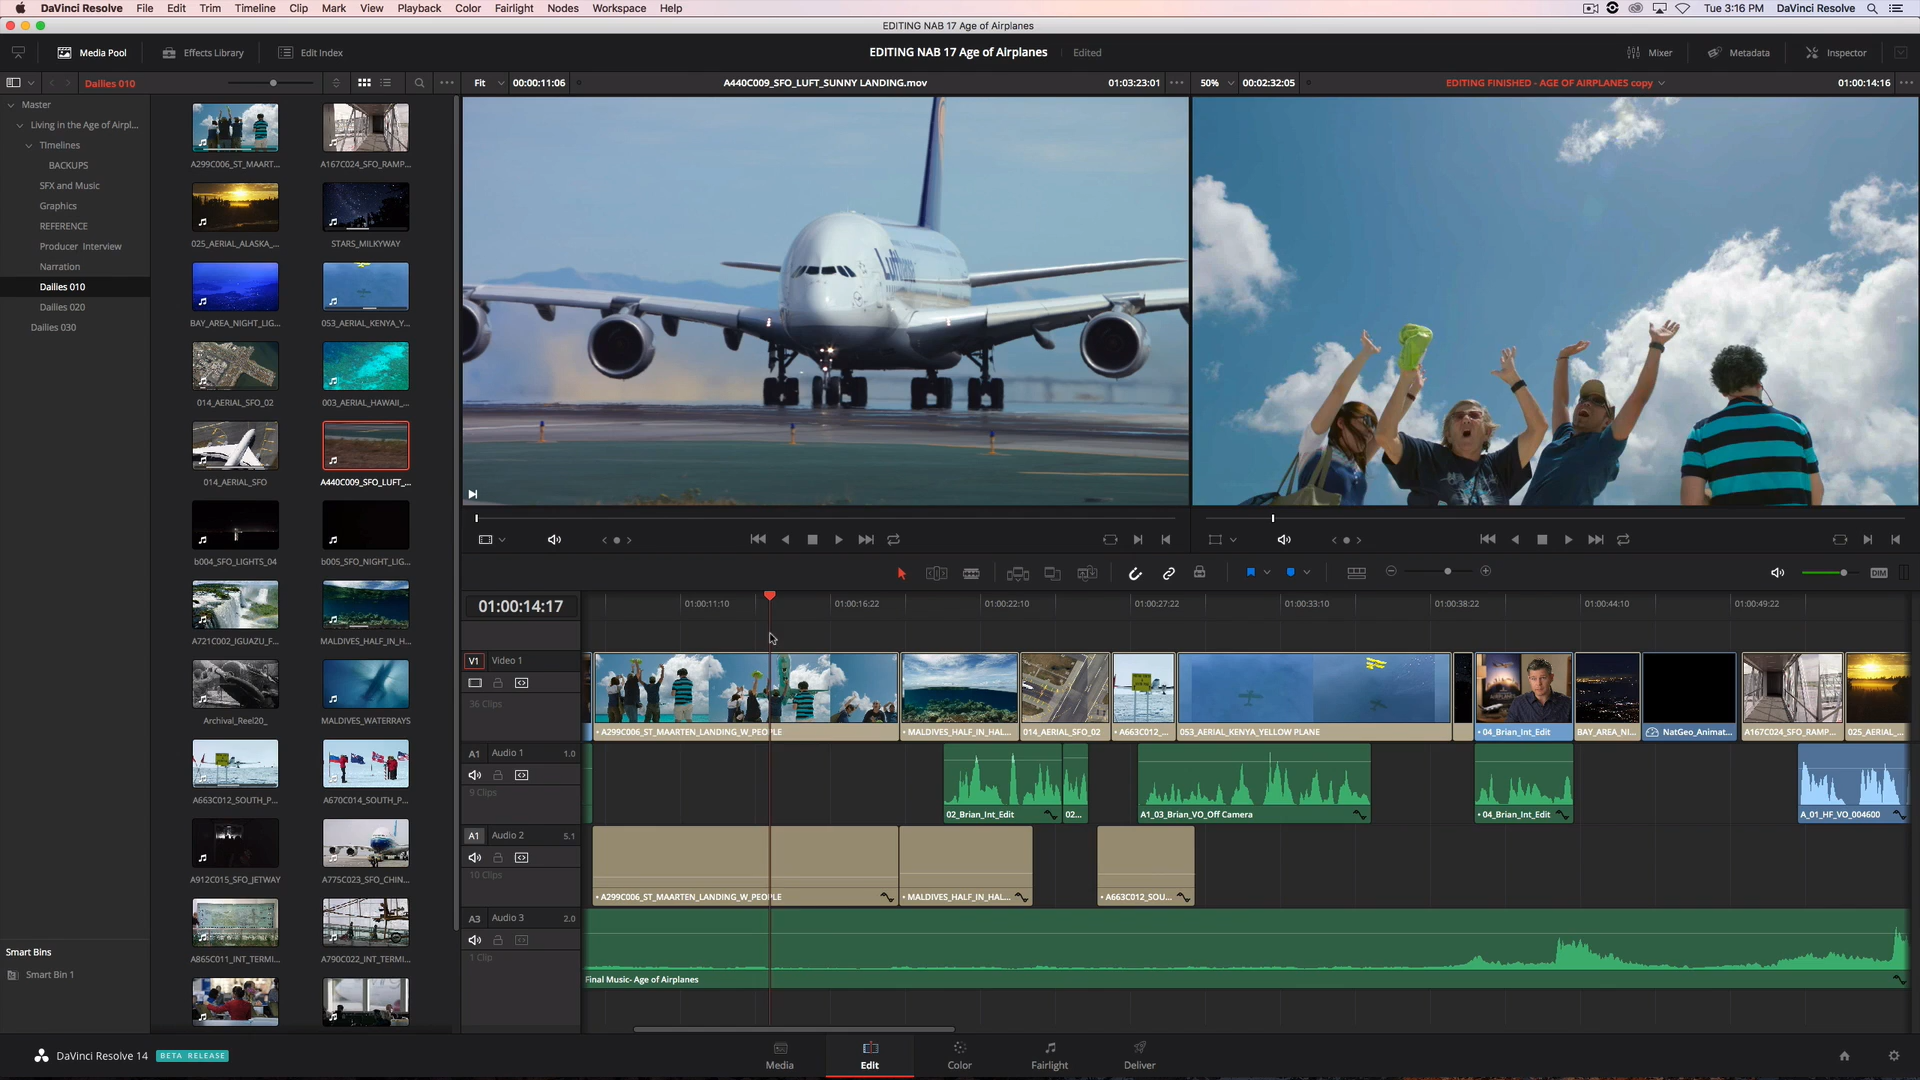 DaVinci Resolve File Edit Trim Timeline Clip Mark View Playback Color Fairlight Nodes Workspace Help Tue 3:16 PM DaVinci Resolve
EDITING NAB 17 Age of Airplanes
Media Pool Effects Library Edit Index EDITING NAB 17 Age of Airplanes Edited Mixer Metadata Inspector
Dailies 010 Fit 00:00:11:06 A440C009_SFO_LUFT_SUNNY LANDING.mov 01:03:23:01 50% 00:02:32:05 EDITING FINISHED - AGE OF AIRPLANES copy 01:00:14:16
Master
Living in the Age of Airpl...
Timelines
BACKUPS
SFX and Music
Graphics
REFERENCE
Producer Interview
Narration
Dailies 010
Dailies 020
Dailies 030
A299C006_ST_MAART... A167C024_SFO_RAMP...
025_AERIAL_ALASKA_... STARS_MILKYWAY
BAY_AREA_NIGHT_LIG... 053_AERIAL_KENYA_Y...
014_AERIAL_SFO_02 003_AERIAL_HAWAII_...
014_AERIAL_SFO A440C009_SFO_LUFT_...
b004_SFO_LIGHTS_04 b005_SFO_NIGHT_LIG...
A721C002_IGUAZU_F... MALDIVES_HALF_IN_H...
Archival_Reel20_ MALDIVES_WATERRAYS
A663C012_SOUTH_P... A670C014_SOUTH_P...
A912C015_SFO_JETWAY A775C023_SFO_CHIN...
A865C011_INT_TERMI... A790C022_INT_TERMI...
Smart Bins
Smart Bin 1
Lufthansa
DIM
01:00:14:17 01:00:11:10 01:00:16:22 01:00:22:10 01:00:27:22 01:00:33:10 01:00:38:22 01:00:44:10 01:00:49:22
V1 Video 1
36 Clips
A299C006_ST_MAARTEN_LANDING_W_PEOPLE MALDIVES_HALF_IN_HAL... 014_AERIAL_SFO_02 A663C012_... 053_AERIAL_KENYA_YELLOW PLANE 04_Brian_Int_Edit BAY_AREA_NI... NatGeo_Animat... A167C024_SFO_RAMP... 025_AERIAL_...
A1 Audio 1 1.0
9 Clips
02_Brian_Int_Edit 02... A1_03_Brian_VO_Off Camera 04_Brian_Int_Edit A_01_HF_VO_004600
A1 Audio 2 5.1
10 Clips
A299C006_ST_MAARTEN_LANDING_W_PEOPLE MALDIVES_HALF_IN_HAL... A663C012_SOU...
A3 Audio 3 2.0
1 Clip
Final Music- Age of Airplanes
DaVinci Resolve 14 BETA RELEASE
Media Edit Color Fairlight Deliver